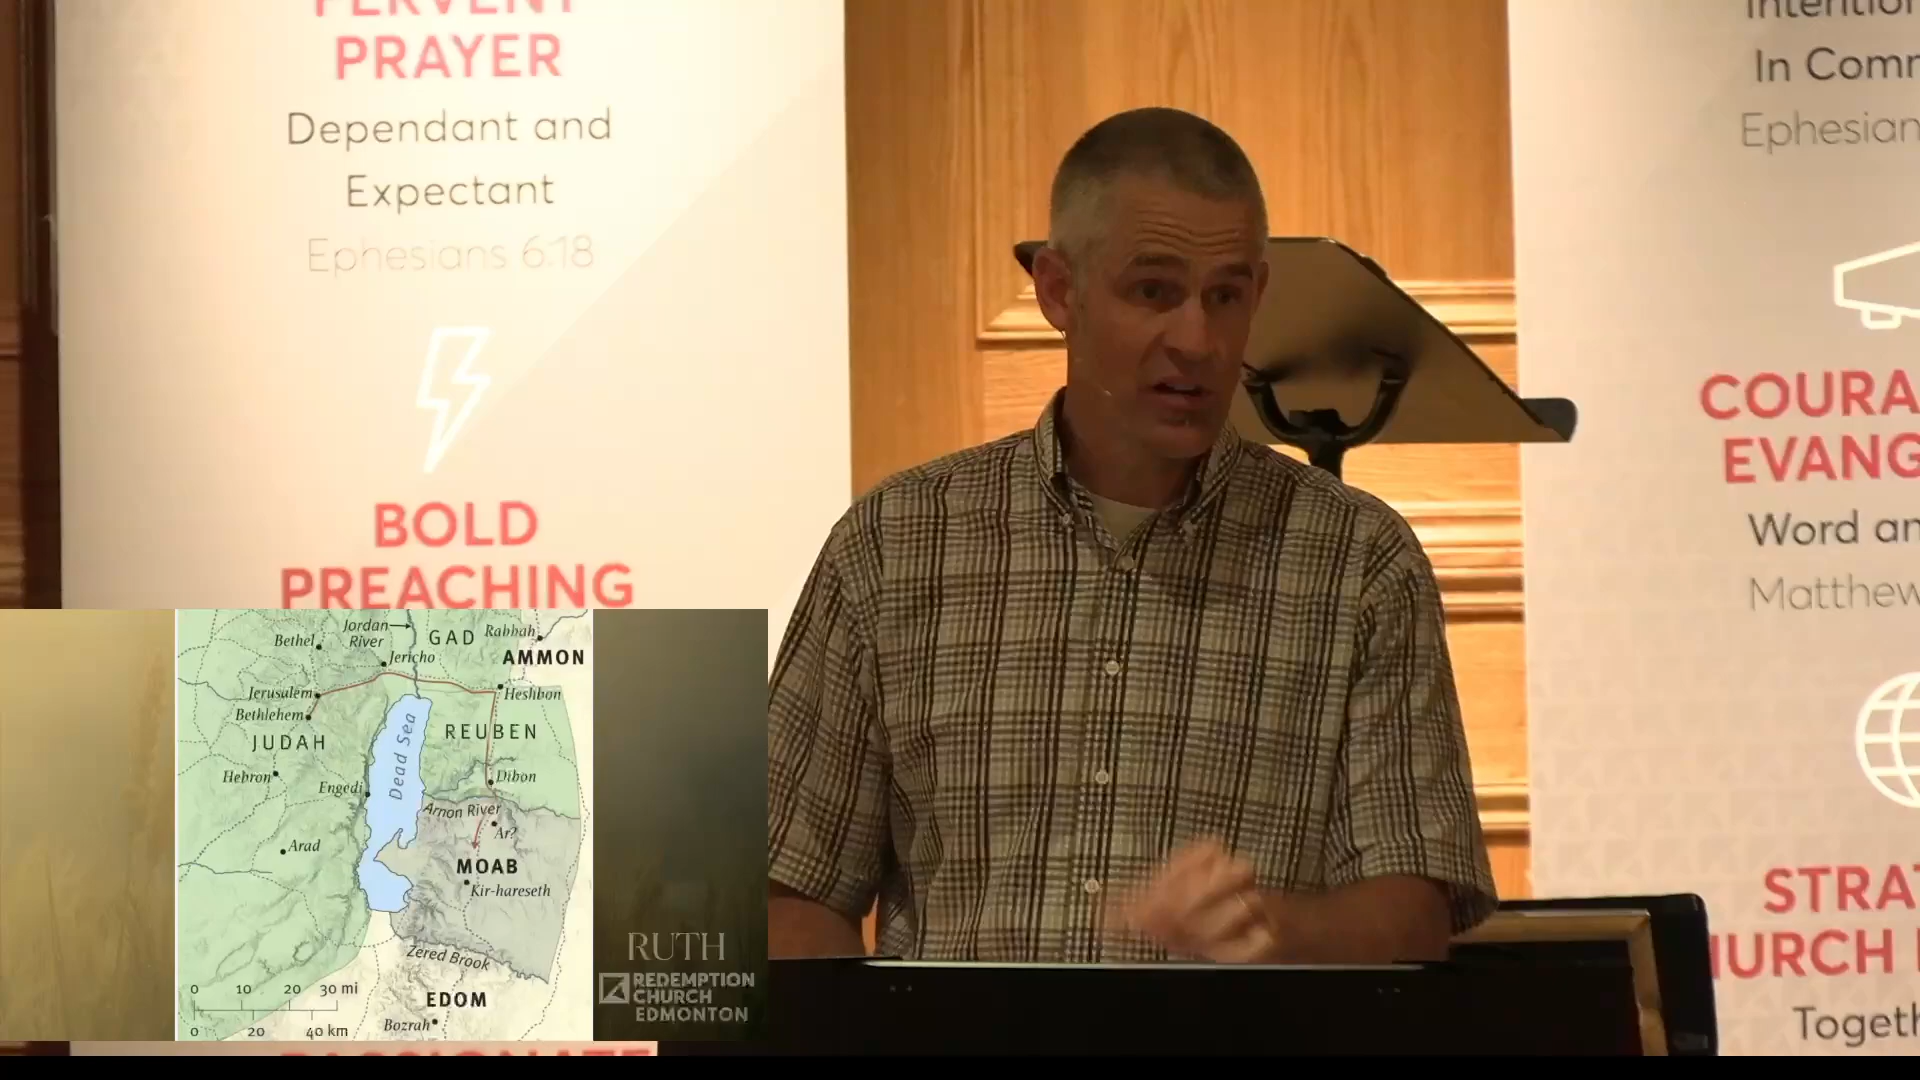 FERVENT
PRAYER
Dependant and
Expectant
Ephesians 6:18
BOLD
PREACHING
In Comm
Ephesian
COURA
EVANG
Word an
Matthew
STRAT
HURCH
Togeth
Jordan
River
Bethel
GAD
Rabbah
Jericho
AMMON
Jerusalem
Heshbon
Bethlehem
JUDAH
REUBEN
Dead Sea
Hebron
Engedi
Dibon
Arnon River
Ar?
Arad
MOAB
Kir-hareseth
Zered Brook
0 10 20 30 mi
EDOM
0 20 40 km
Bozrah
RUTH
REDEMPTION
CHURCH
EDMONTON